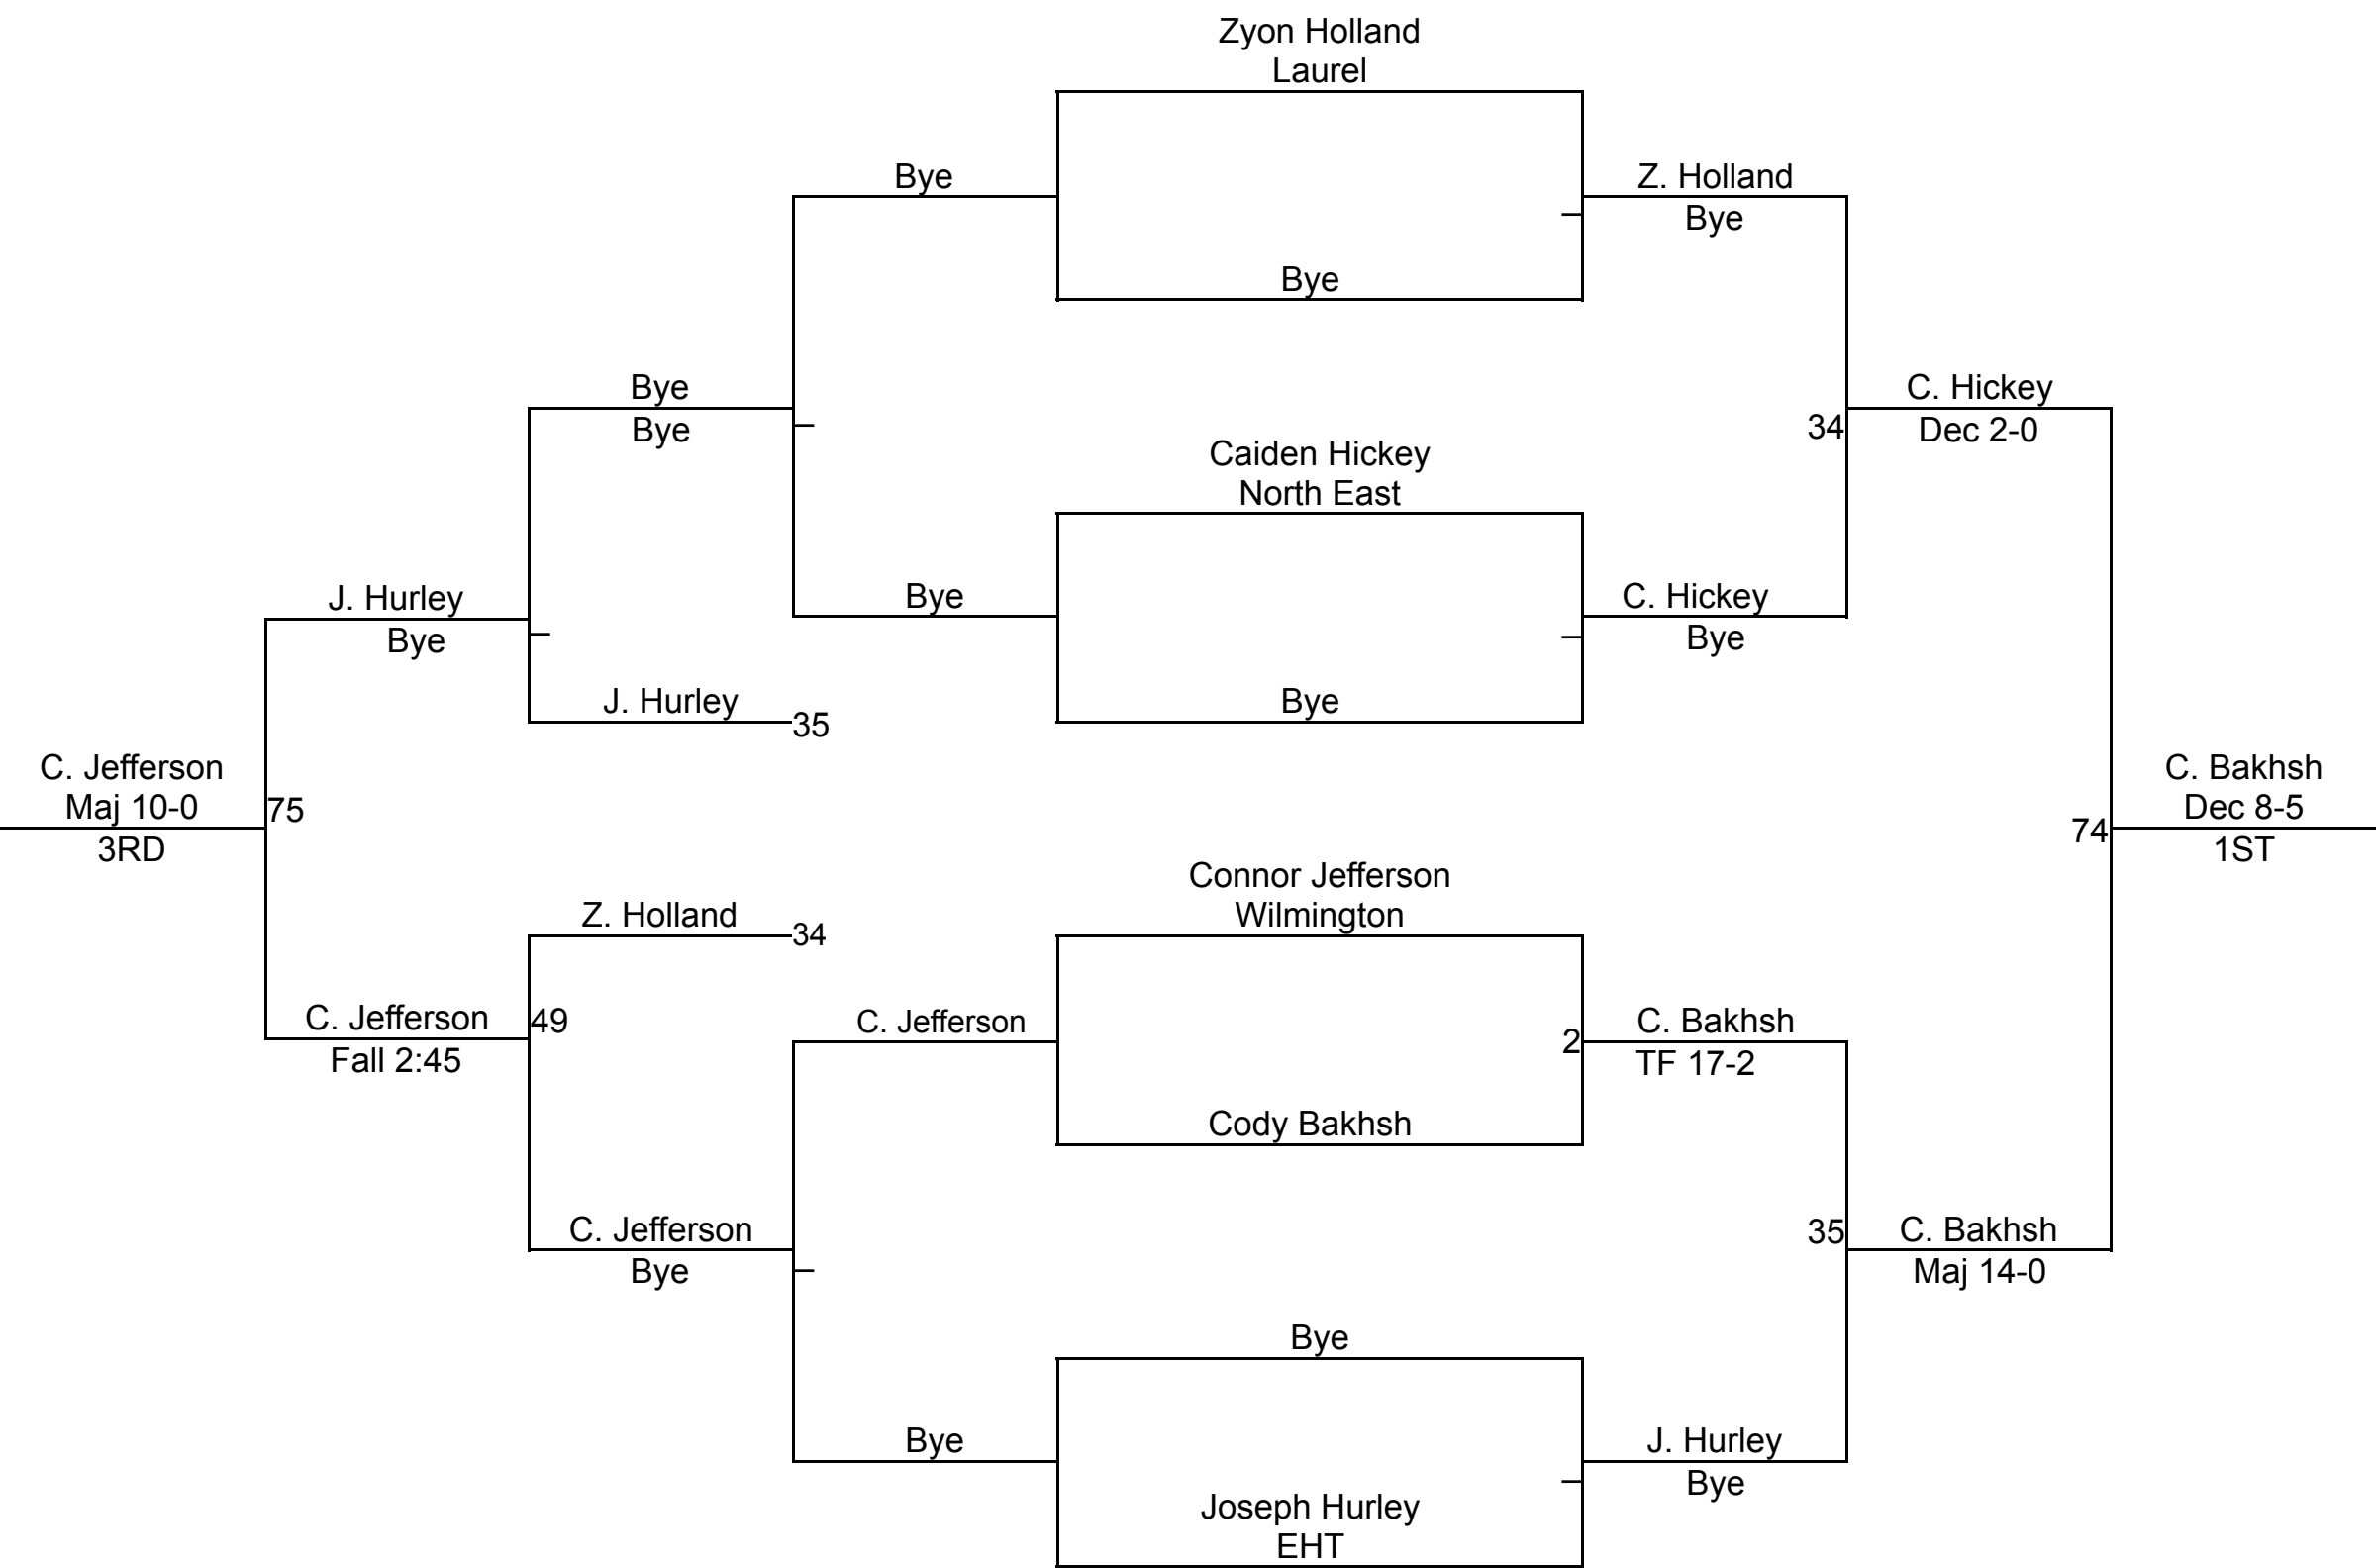 Zyon Holland
Laurel
Bye
Z. Holland
Bye
Bye
Bye
Bye
C. Hickey
Dec 2-0
34
Caiden Hickey
North East
J. Hurley
Bye
Bye
C. Hickey
Bye
J. Hurley
35
Bye
C. Jefferson
Maj 10-0
3RD
75
C. Bakhsh
Dec 8-5
1ST
74
Connor Jefferson
Wilmington
Z. Holland
34
C. Jefferson
Fall 2:45
49
C. Jefferson
2
C. Bakhsh
TF 17-2
Cody Bakhsh
C. Jefferson
Bye
35
C. Bakhsh
Maj 14-0
Bye
Bye
J. Hurley
Bye
Joseph Hurley
EHT